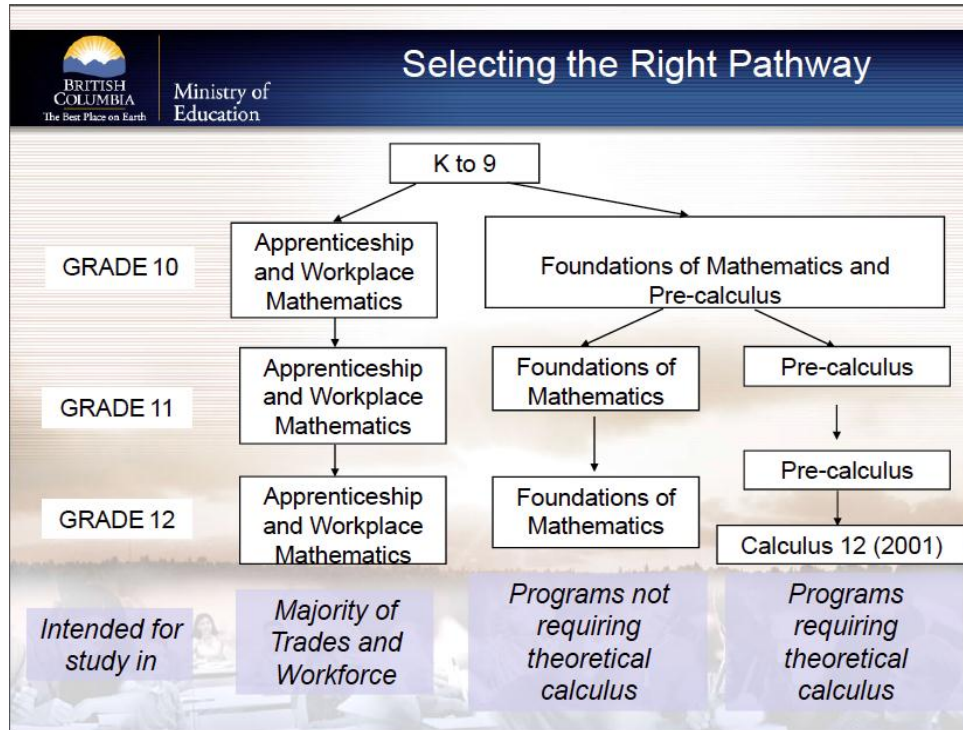 BRITISH
COLUMBIA
The Best Place on Earth
Ministry of
Education
Selecting the Right Pathway
K to 9
GRADE 10
Apprenticeship
and Workplace
Mathematics
Foundations of Mathematics and
Pre-calculus
GRADE 11
Apprenticeship
and Workplace
Mathematics
Foundations of
Mathematics
Pre-calculus
GRADE 12
Apprenticeship
and Workplace
Mathematics
Foundations of
Mathematics
Pre-calculus
Calculus 12 (2001)
Intended for
study in
Majority of
Trades and
Workforce
Programs not
requiring
theoretical
calculus
Programs
requiring
theoretical
calculus